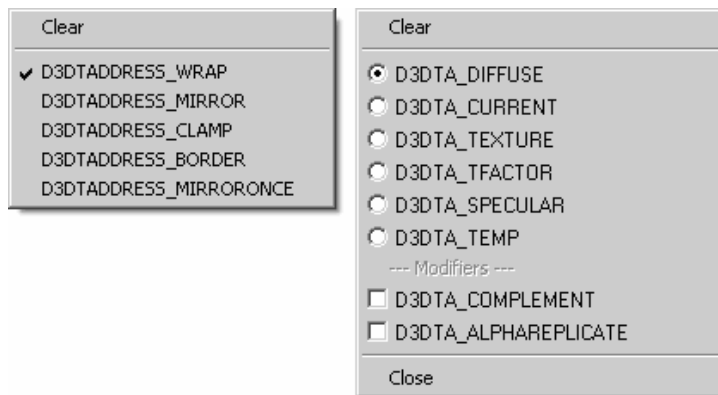 Clear
D3DTADDRESS_WRAP
D3DTADDRESS_MIRROR
D3DTADDRESS_CLAMP
D3DTADDRESS_BORDER
D3DTADDRESS_MIRRORONCE
Clear
D3DTA_DIFFUSE
D3DTA_CURRENT
D3DTA_TEXTURE
D3DTA_TFACTOR
D3DTA_SPECULAR
D3DTA_TEMP
--- Modifiers ---
D3DTA_COMPLEMENT
D3DTA_ALPHAREPLICATE
Close